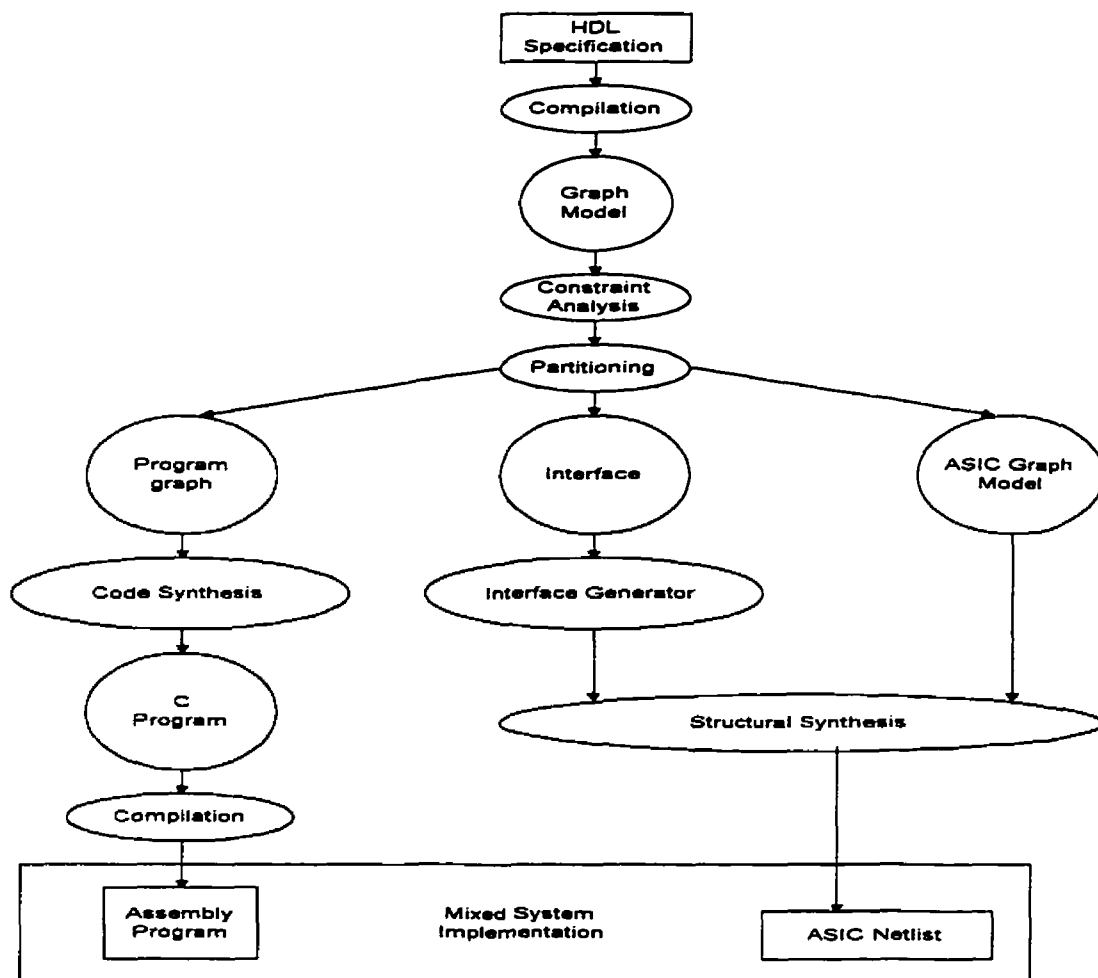 HDL
Specification
Compilation
Graph
Model
Constraint
Analysis
Partitioning
Program
graph
Interface
ASIC Graph
Model
Code Synthesis
Interface Generator
C
Program
Structural Synthesis
Compilation
Assembly
Program
Mixed System
Implementation
ASIC Netlist